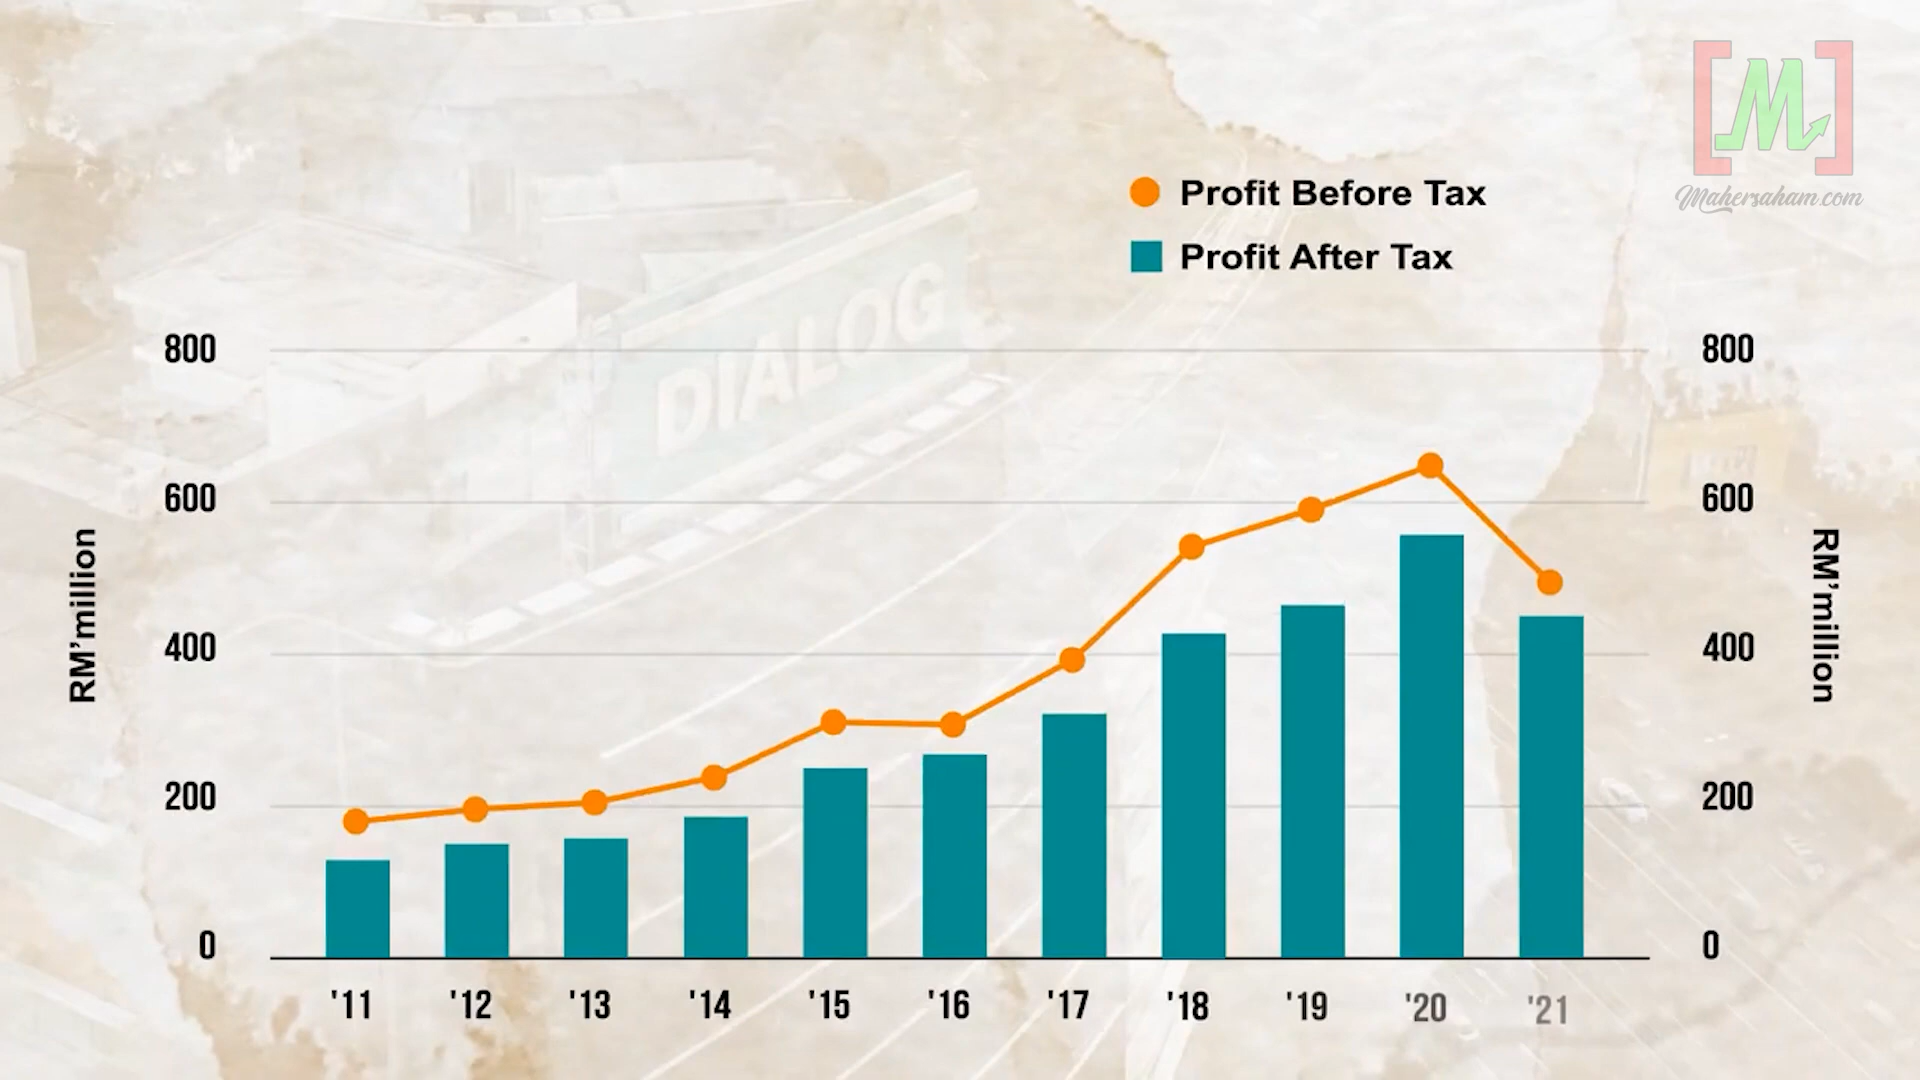 M
Mahersaham.com
Profit Before Tax
Profit After Tax
DIALOG
800
600
400
200
0
RM'million
800
600
400
200
0
RM'million
'11 '12 '13 '14 '15 '16 '17 '18 '19 '20 '21